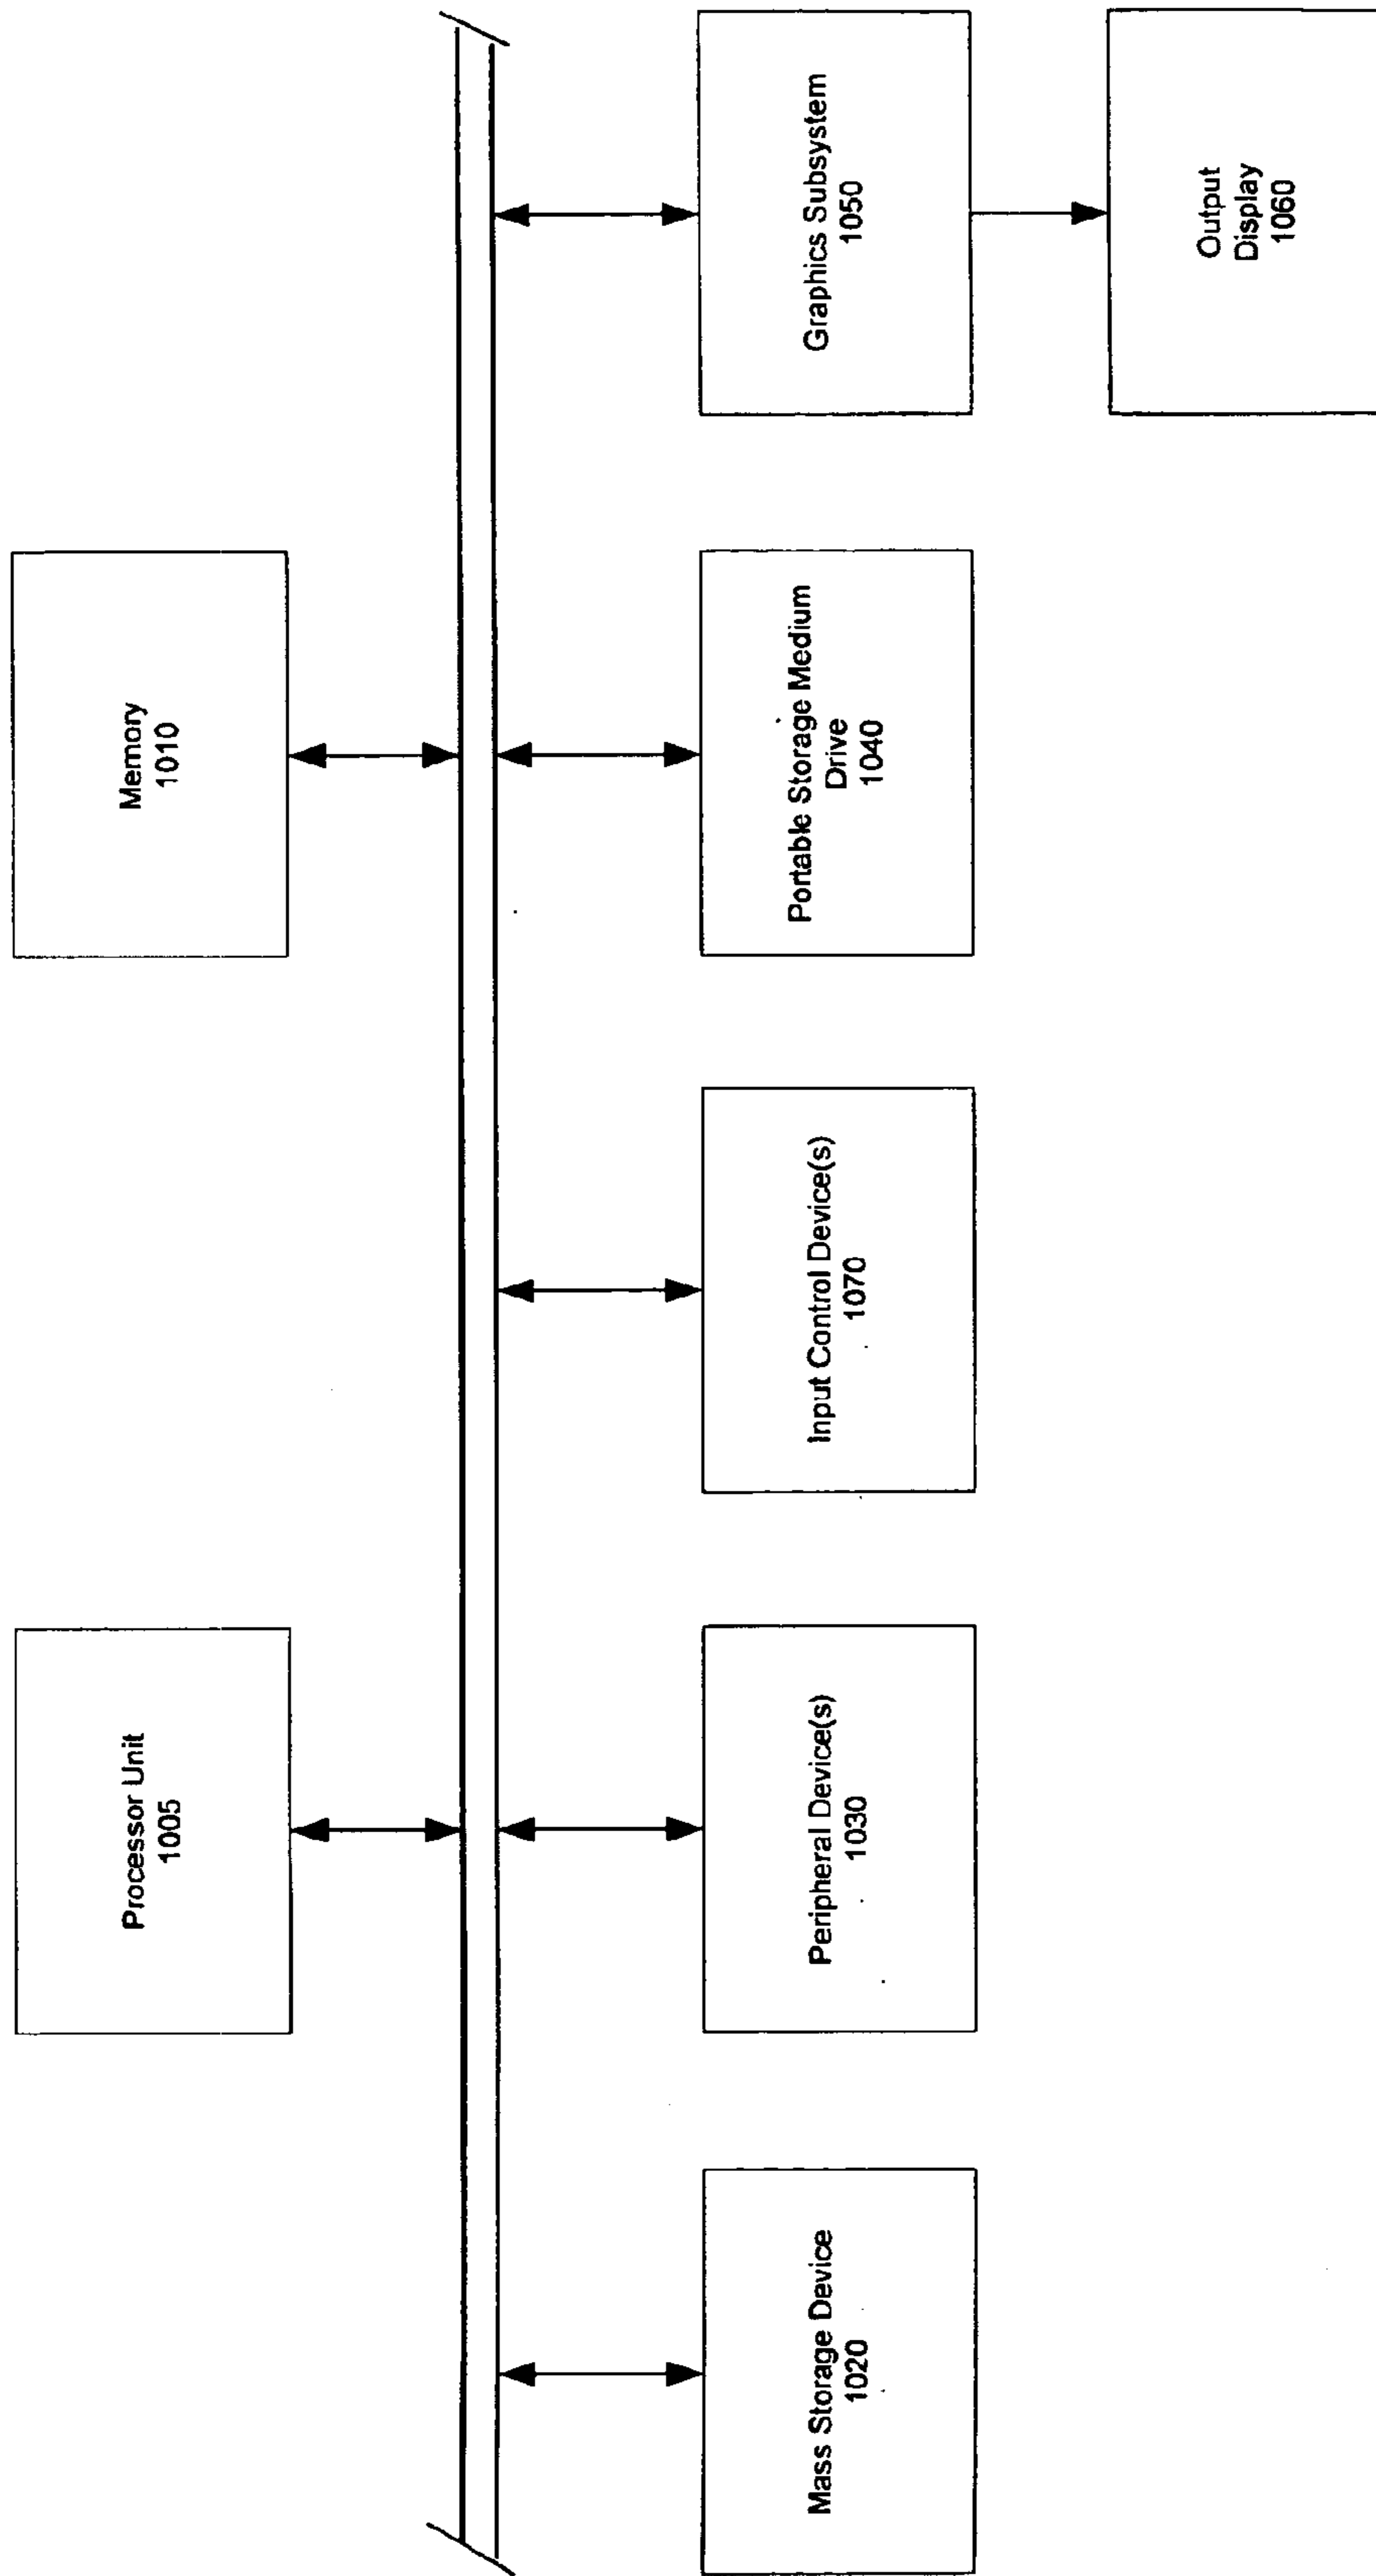 Processor Unit
1005
Memory
1010
Mass Storage Device
1020
Peripheral Device(s)
1030
Input Control Device(s)
1070
Portable Storage Medium
Drive
1040
Graphics Subsystem
1050
Output
Display
1060